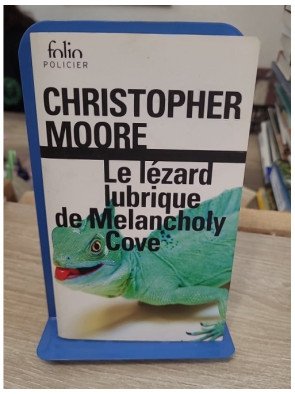 folio
POLICIER
CHRISTOPHER
MOORE
Le lézard
lubrique
de Melancholy
Cove